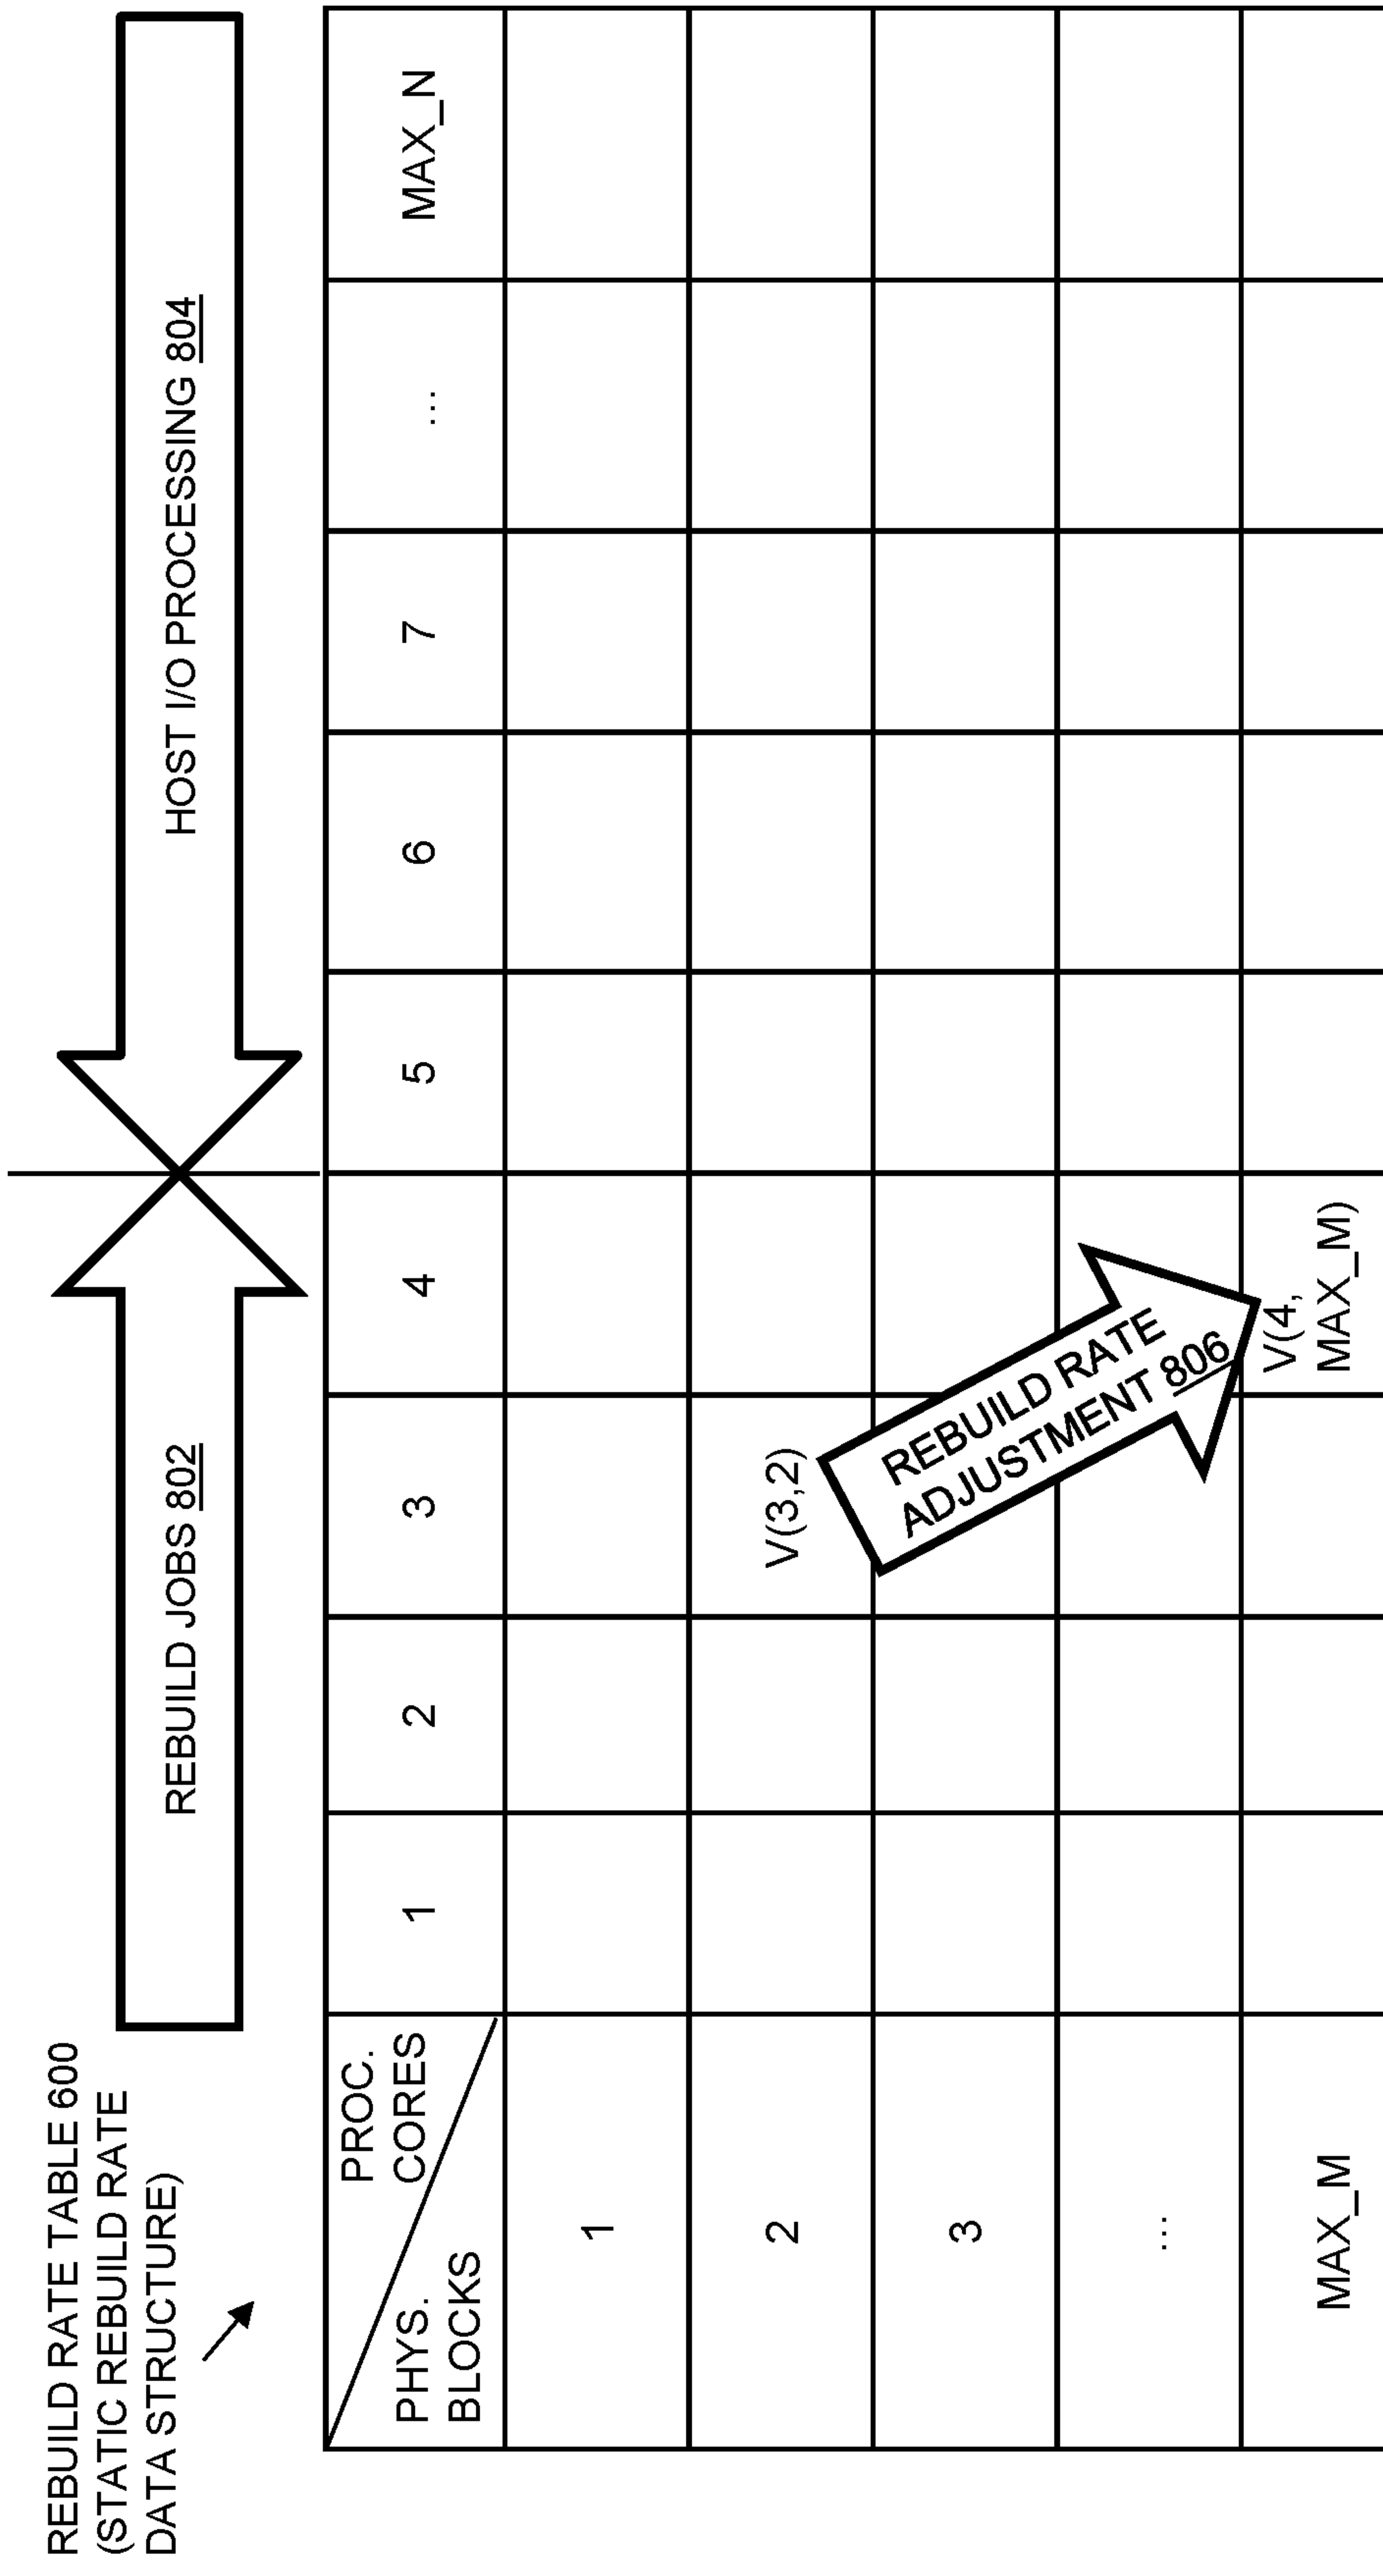 REBUILD RATE TABLE 600
(STATIC REBUILD RATE
DATA STRUCTURE)
REBUILD JOBS 802
HOST I/O PROCESSING 804
PROC.
CORES
PHYS.
BLOCKS
1
2
3
4
5
6
7
...
MAX_N
1
2
V(3,2)
3
REBUILD RATE
ADJUSTMENT 806
...
MAX_M
V(4,
MAX_M)